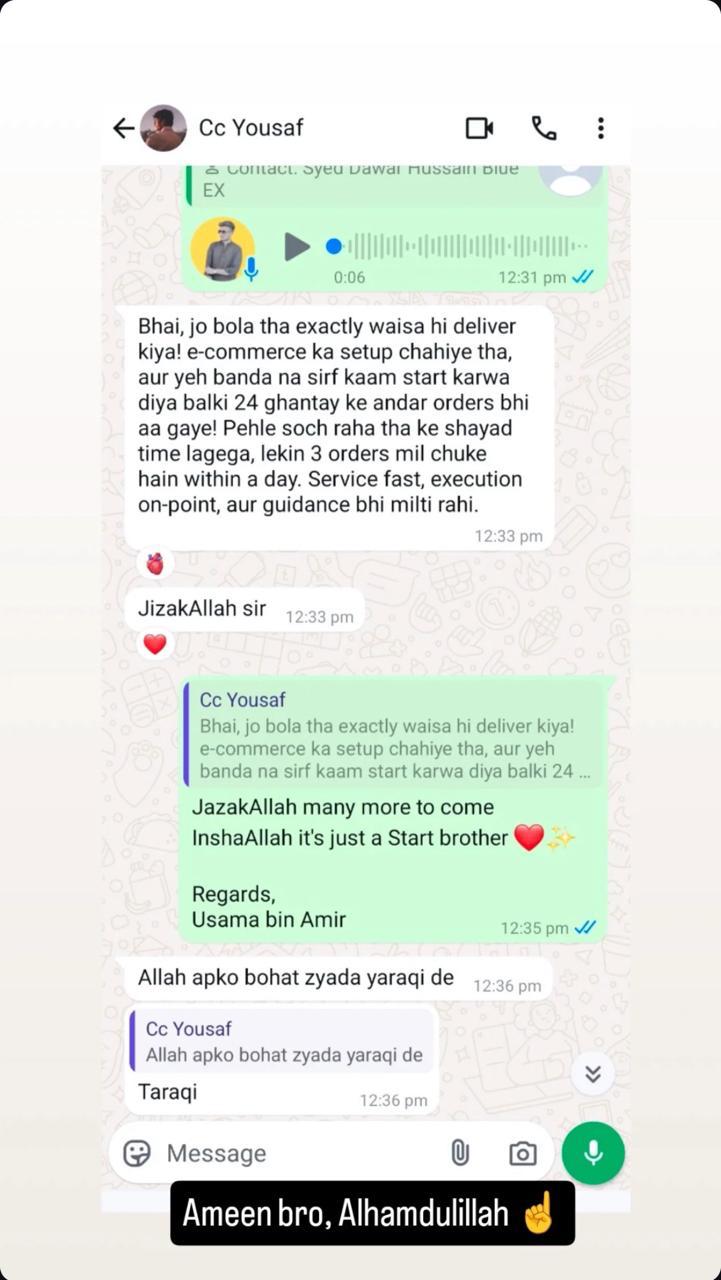 Cc Yousaf
Contact: Syed Dawar Hussain Blue
EX
0:06
12:31 pm
Bhai, jo bola tha exactly waisa hi deliver
kiya! e-commerce ka setup chahiye tha,
aur yeh banda na sirf kaam start karwa
diya balki 24 ghantay ke andar orders bhi
aa gaye! Pehle soch raha tha ke shayad
time lagega, lekin 3 orders mil chuke
hain within a day. Service fast, execution
on-point, aur guidance bhi milti rahi.
12:33 pm
JizakAllah sir
12:33 pm
Cc Yousaf
Bhai, jo bola tha exactly waisa hi deliver kiya!
e-commerce ka setup chahiye tha, aur yeh
banda na sirf kaam start karwa diya balki 24 ...
JazakAllah many more to come
InshaAllah it's just a Start brother ❤️✨
Regards,
Usama bin Amir
12:35 pm
Allah apko bohat zyada yaraqi de
12:36 pm
Cc Yousaf
Allah apko bohat zyada yaraqi de
Taraqi
12:36 pm
Message
Ameen bro, Alhamdulillah ☝️